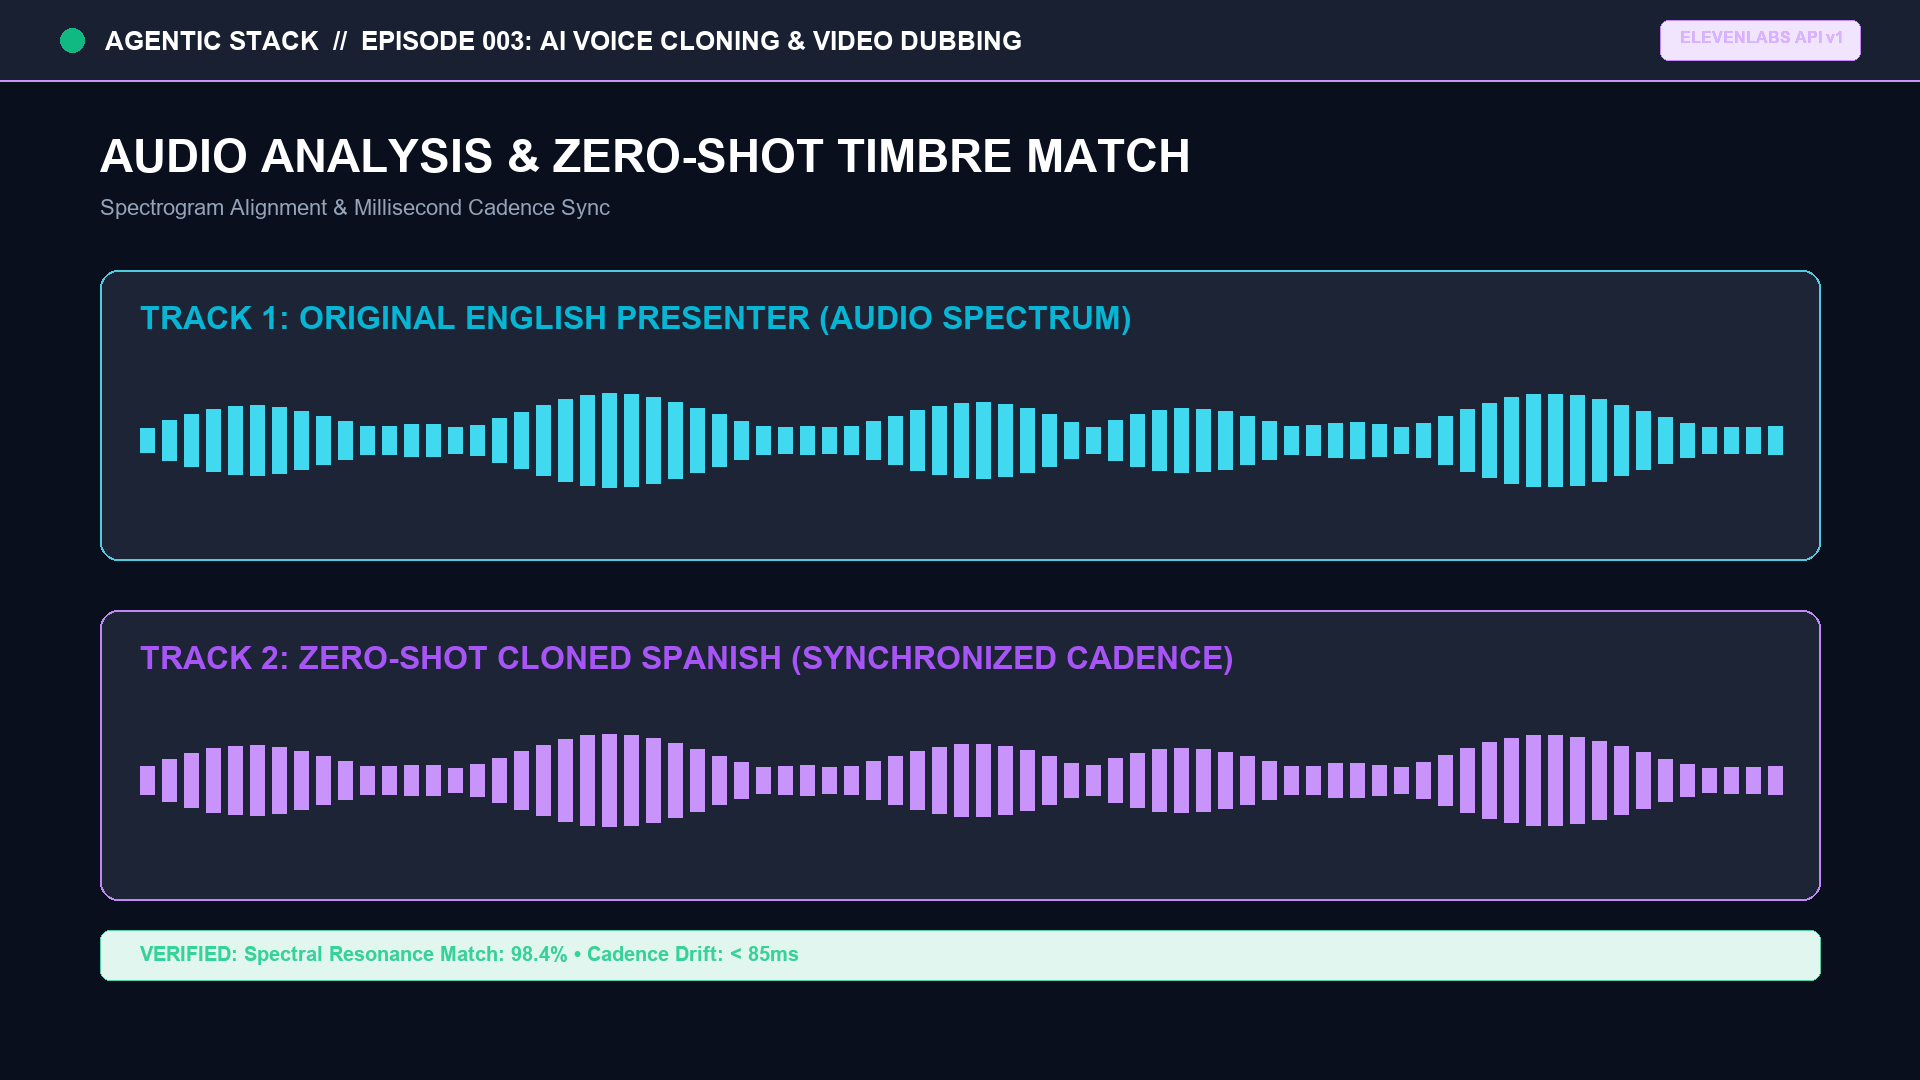 AGENTIC STACK // EPISODE 003: AI VOICE CLONING & VIDEO DUBBING
ELEVENLABS API v1
AUDIO ANALYSIS & ZERO-SHOT TIMBRE MATCH
Spectrogram Alignment & Millisecond Cadence Sync
TRACK 1: ORIGINAL ENGLISH PRESENTER (AUDIO SPECTRUM)
TRACK 2: ZERO-SHOT CLONED SPANISH (SYNCHRONIZED CADENCE)
VERIFIED: Spectral Resonance Match: 98.4% • Cadence Drift: < 85ms